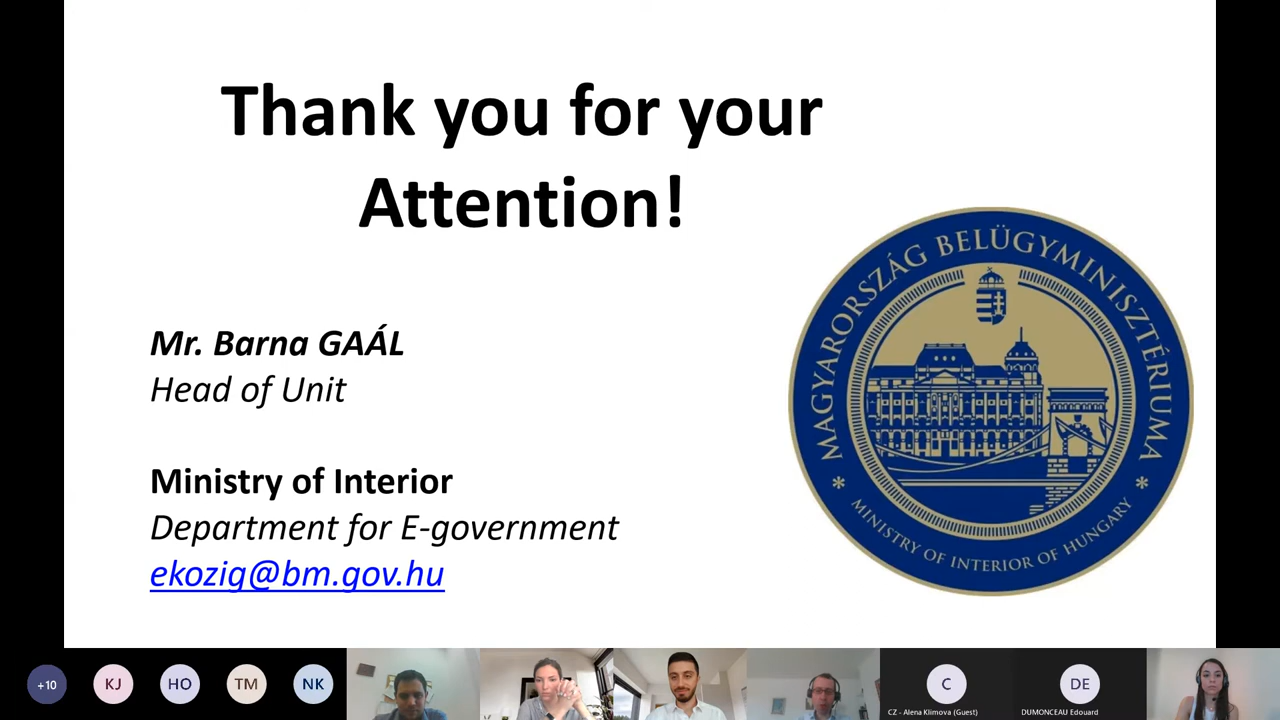 Thank you for your
Attention!
Mr. Barna GAÁL
Head of Unit
Ministry of Interior
Department for E-government
ekozig@bm.gov.hu
MAGYARORSZÁG BELÜGYMINISZTÉRIUMA
* MINISTRY OF INTERIOR OF HUNGARY *
+10
KJ
HO
TM
NK
C
CZ - Alena Klimova (Guest)
DE
DUMONCEAU Edouard